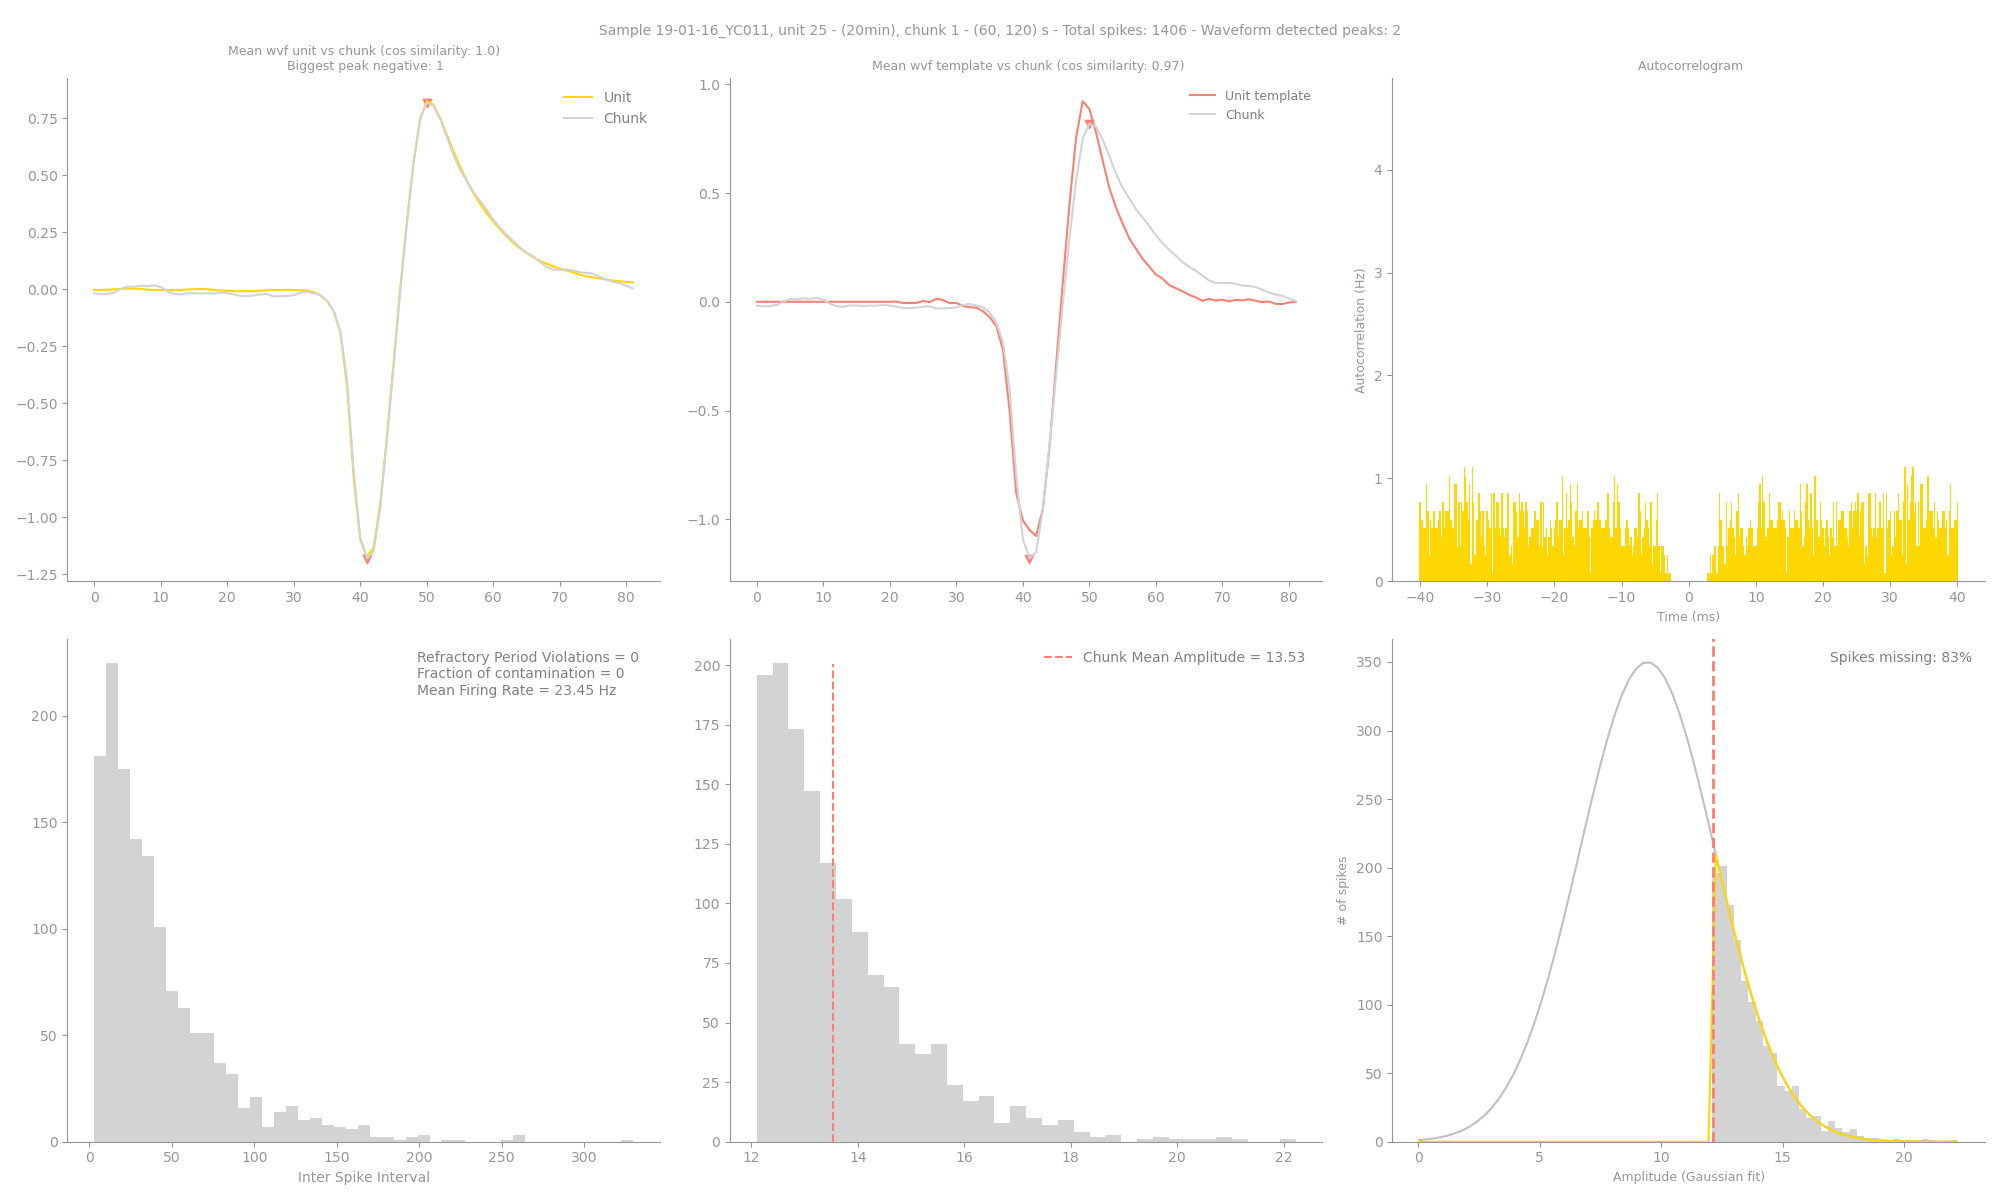 Sample 19-01-16_YC011, unit 25 - (20min), chunk 1 - (60, 120) s - Total spikes: 1406 - Waveform detected peaks: 2
Mean wvf unit vs chunk (cos similarity: 1.0)
Biggest peak negative: 1
Unit
Chunk
0.75
0.50
0.25
0.00
−0.25
−0.50
−0.75
−1.00
−1.25
0 10 20 30 40 50 60 70 80
Mean wvf template vs chunk (cos similarity: 0.97)
Unit template
Chunk
1.0
0.5
0.0
−0.5
−1.0
0 10 20 30 40 50 60 70 80
Autocorrelogram
Autocorrelation (Hz)
4
3
2
1
0
−40 −30 −20 −10 0 10 20 30 40
Time (ms)
Refractory Period Violations = 0
Fraction of contamination = 0
Mean Firing Rate = 23.45 Hz
200
150
100
50
0
0 50 100 150 200 250 300
Inter Spike Interval
Chunk Mean Amplitude = 13.53
200
175
150
125
100
75
50
25
0
12 14 16 18 20 22
Spikes missing: 83%
# of spikes
350
300
250
200
150
100
50
0
0 5 10 15 20
Amplitude (Gaussian fit)